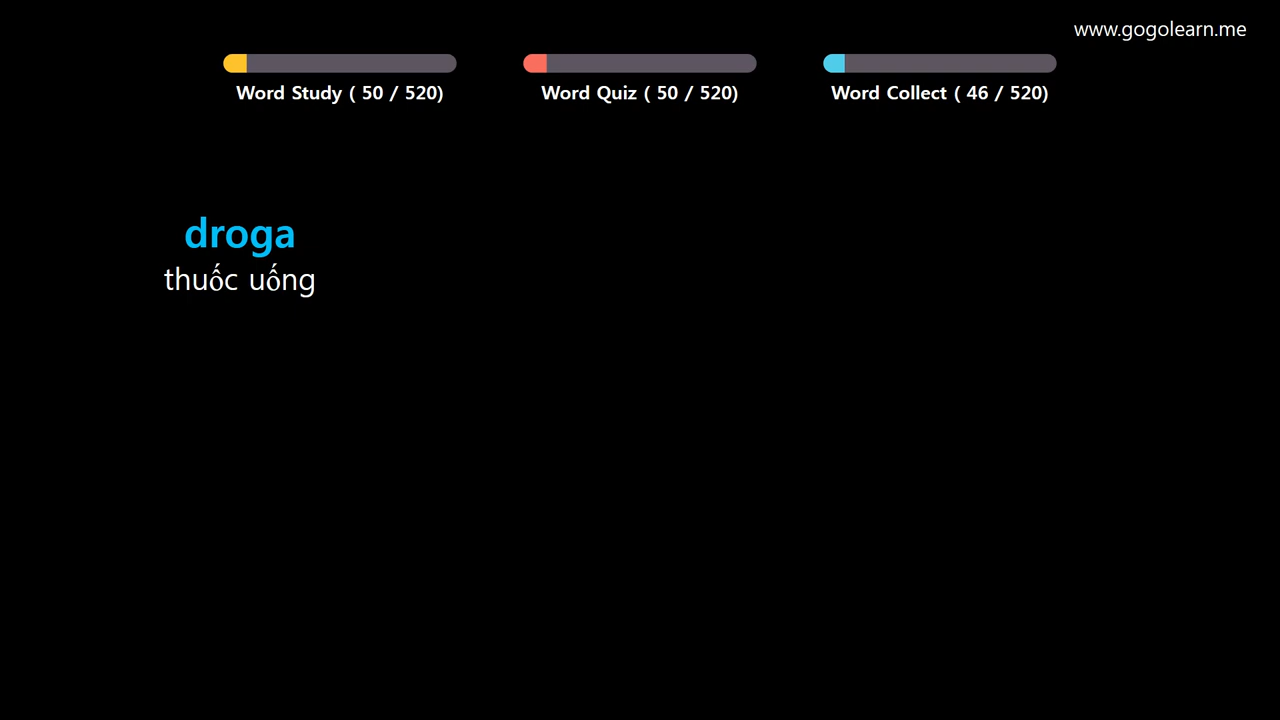 www.gogolearn.me
Word Study ( 50 / 520)
Word Quiz ( 50 / 520)
Word Collect ( 46 / 520)
droga
thuốc uống